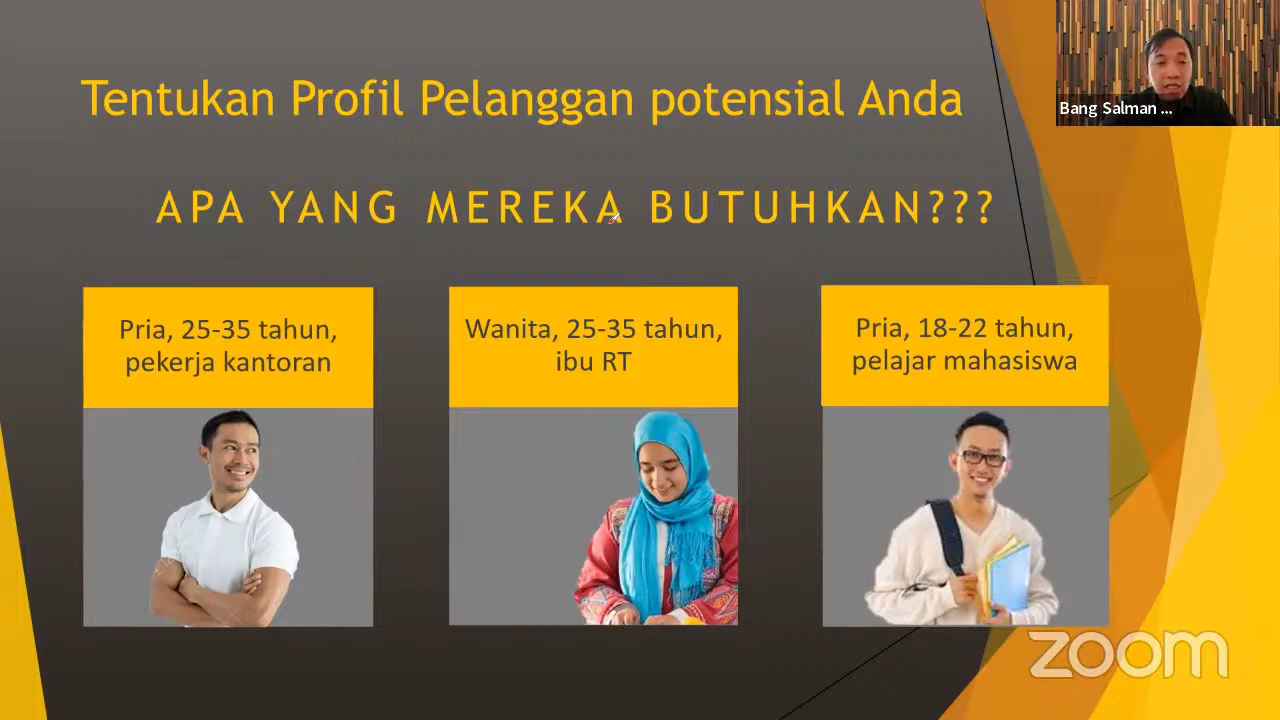 Tentukan Profil Pelanggan potensial Anda
Bang Salman ...
APA YANG MEREKA BUTUHKAN???
Pria, 25-35 tahun,
pekerja kantoran
Wanita, 25-35 tahun,
ibu RT
Pria, 18-22 tahun,
pelajar mahasiswa
zoom